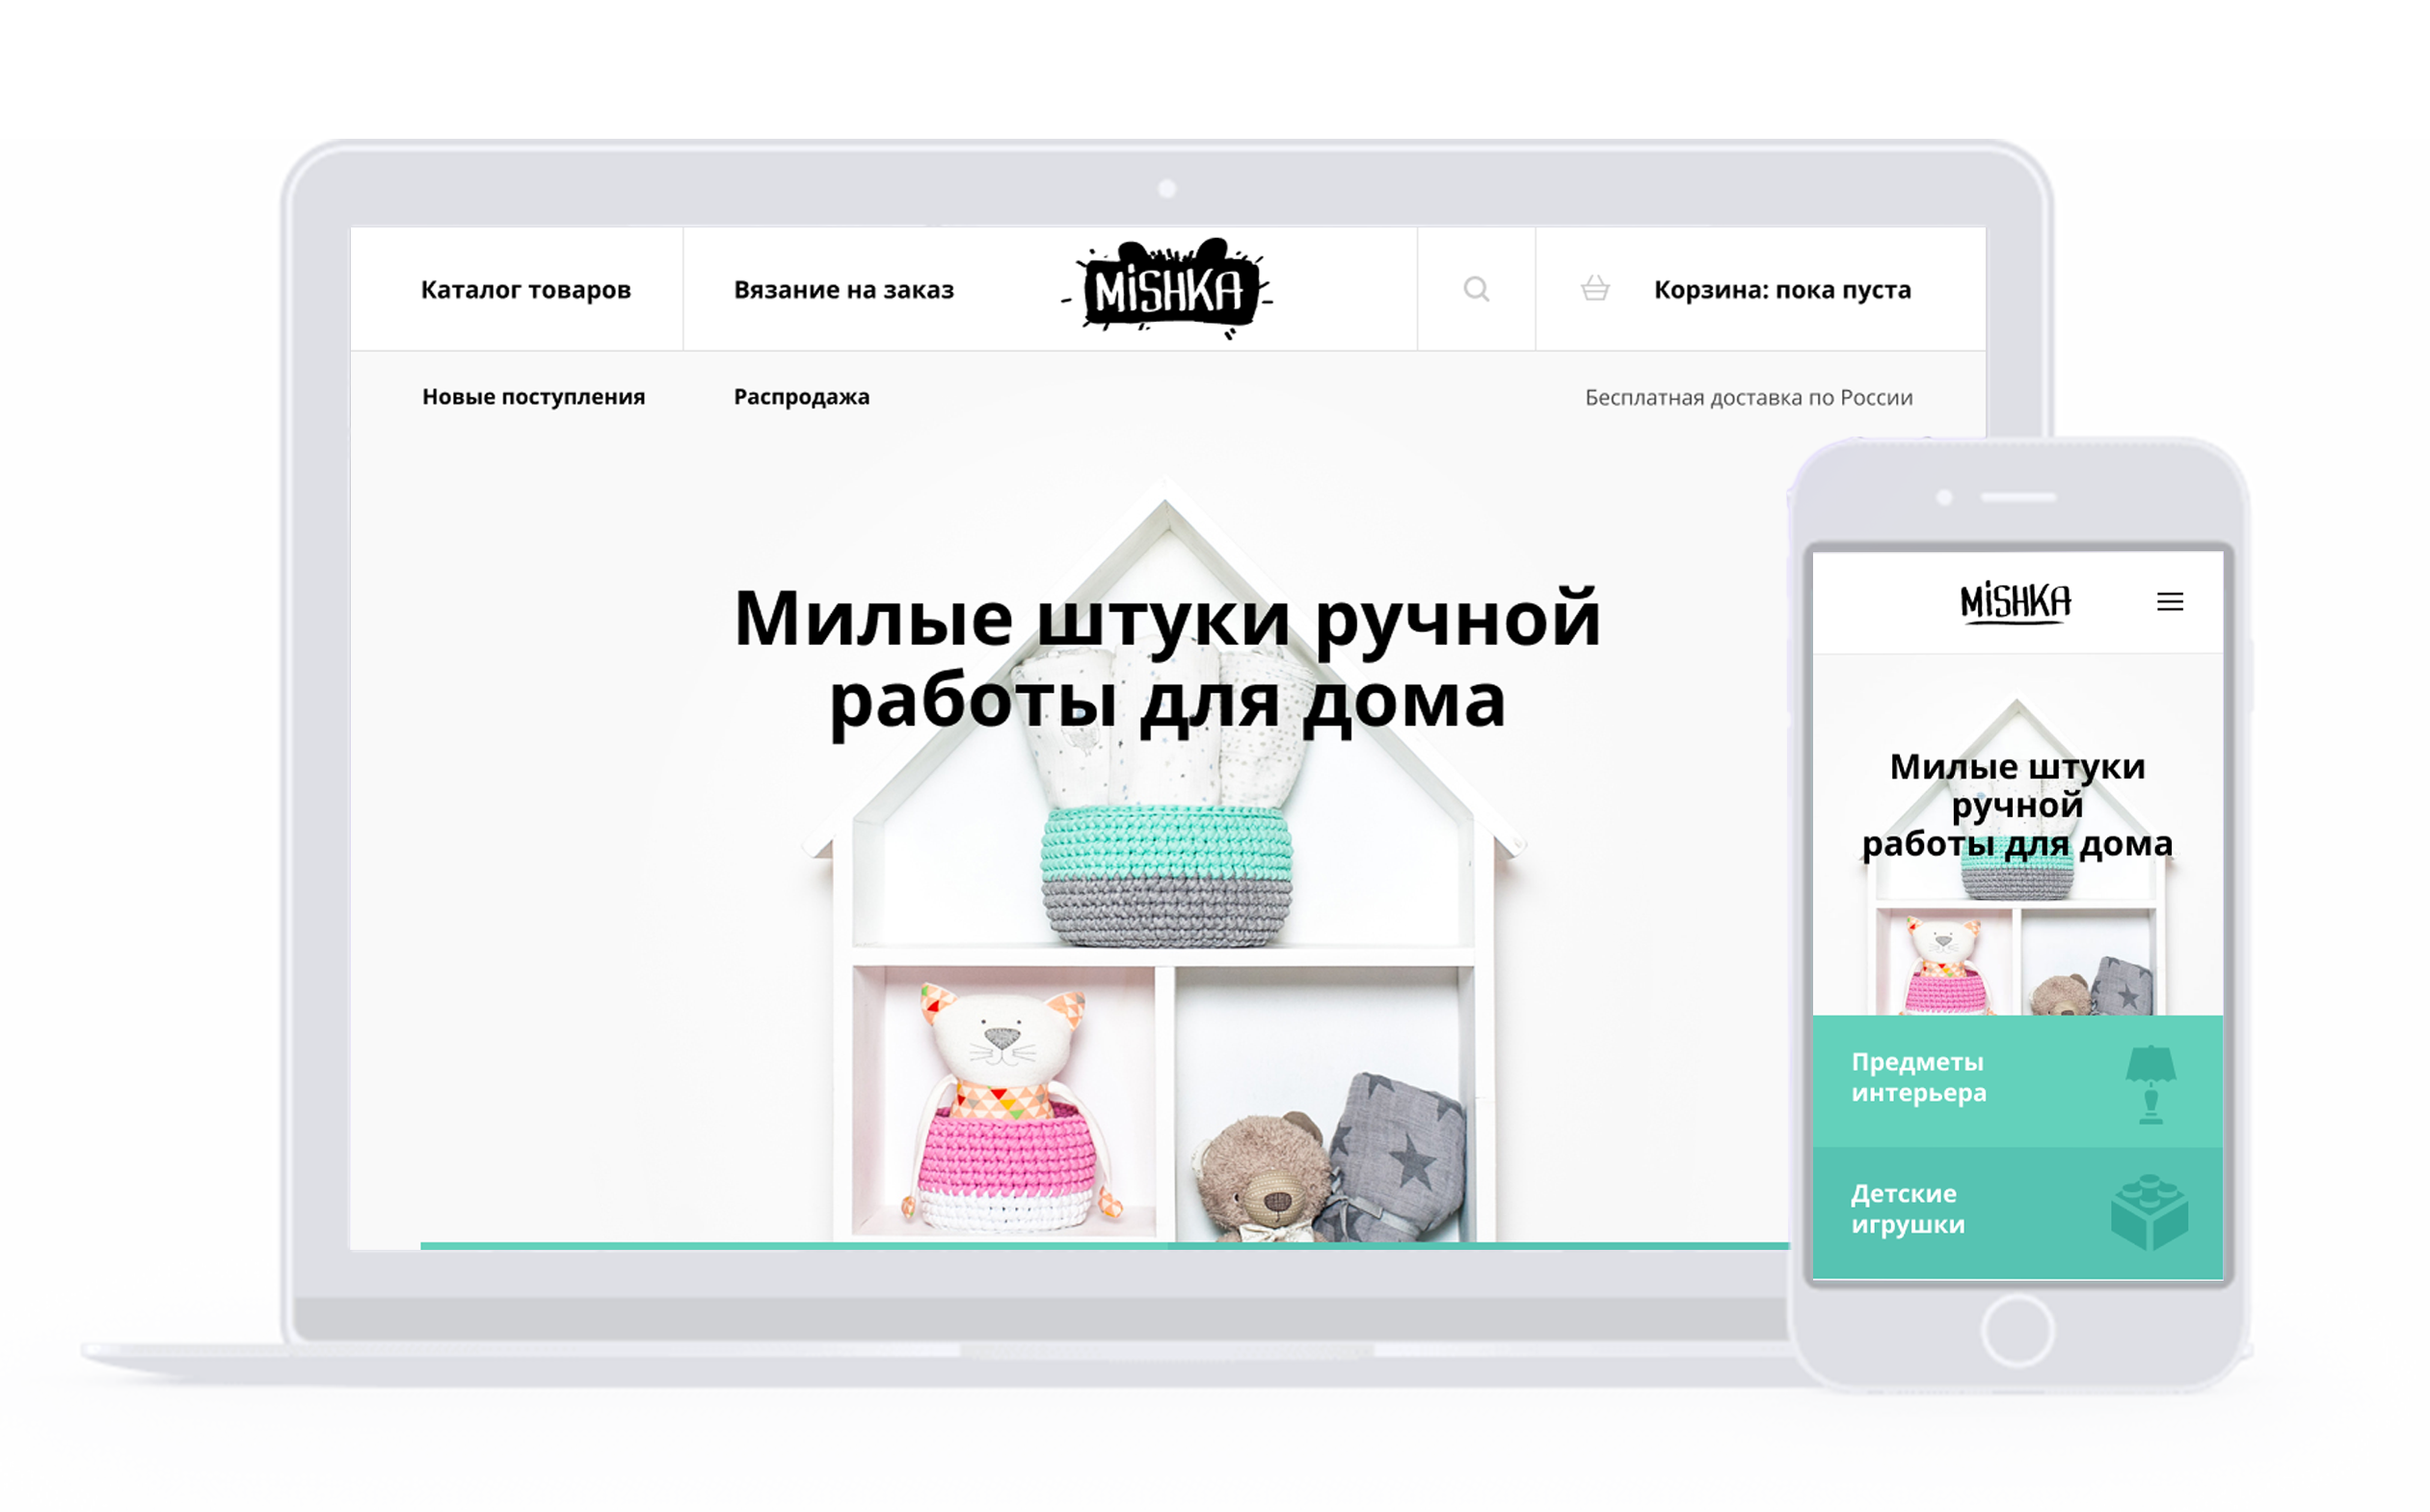 Каталог товаров
Вязание на заказ
MiSHKA
Корзина: пока пуста
Новые поступления
Распродажа
Бесплатная доставка по России
Милые штуки ручной
работы для дома
MiSHKA
Милые штуки
ручной
работы для дома
Предметы
интерьера
Детские
игрушки